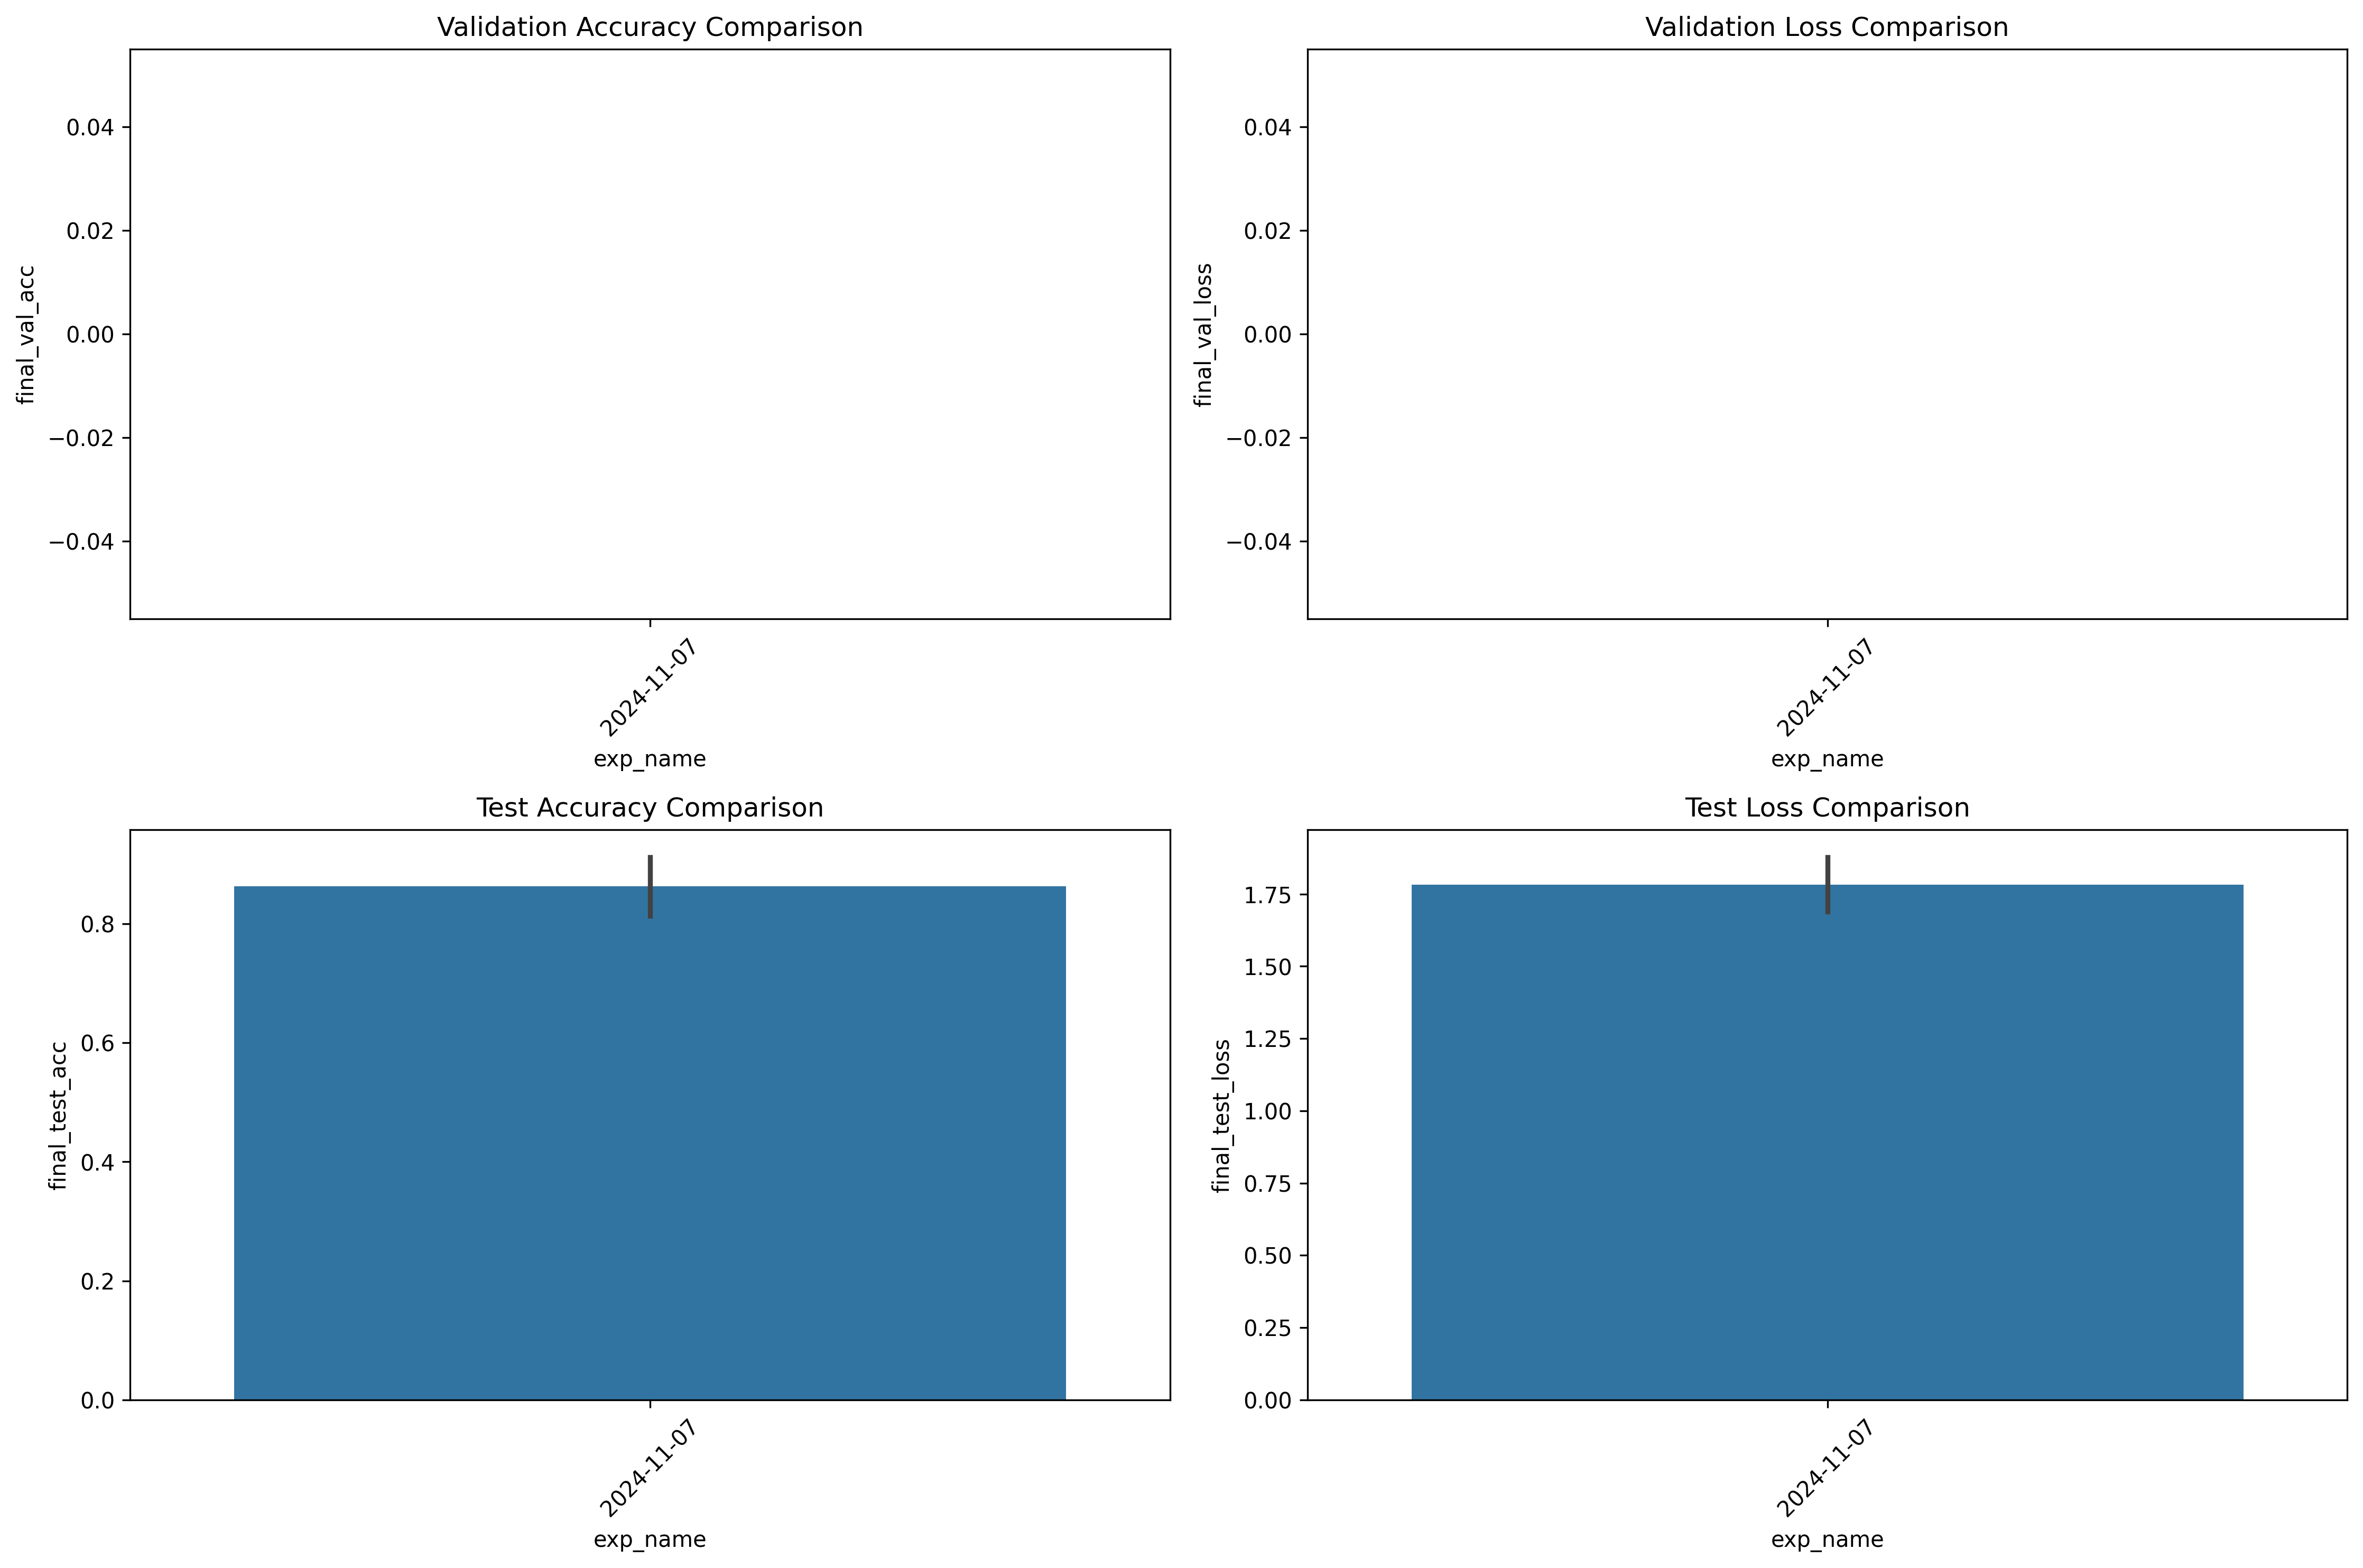 Validation Accuracy Comparison
final_val_acc
0.04
0.02
0.00
−0.02
−0.04
2024-11-07
exp_name
Validation Loss Comparison
final_val_loss
0.04
0.02
0.00
−0.02
−0.04
2024-11-07
exp_name
Test Accuracy Comparison
final_test_acc
0.8
0.6
0.4
0.2
0.0
2024-11-07
exp_name
Test Loss Comparison
final_test_loss
1.75
1.50
1.25
1.00
0.75
0.50
0.25
0.00
2024-11-07
exp_name